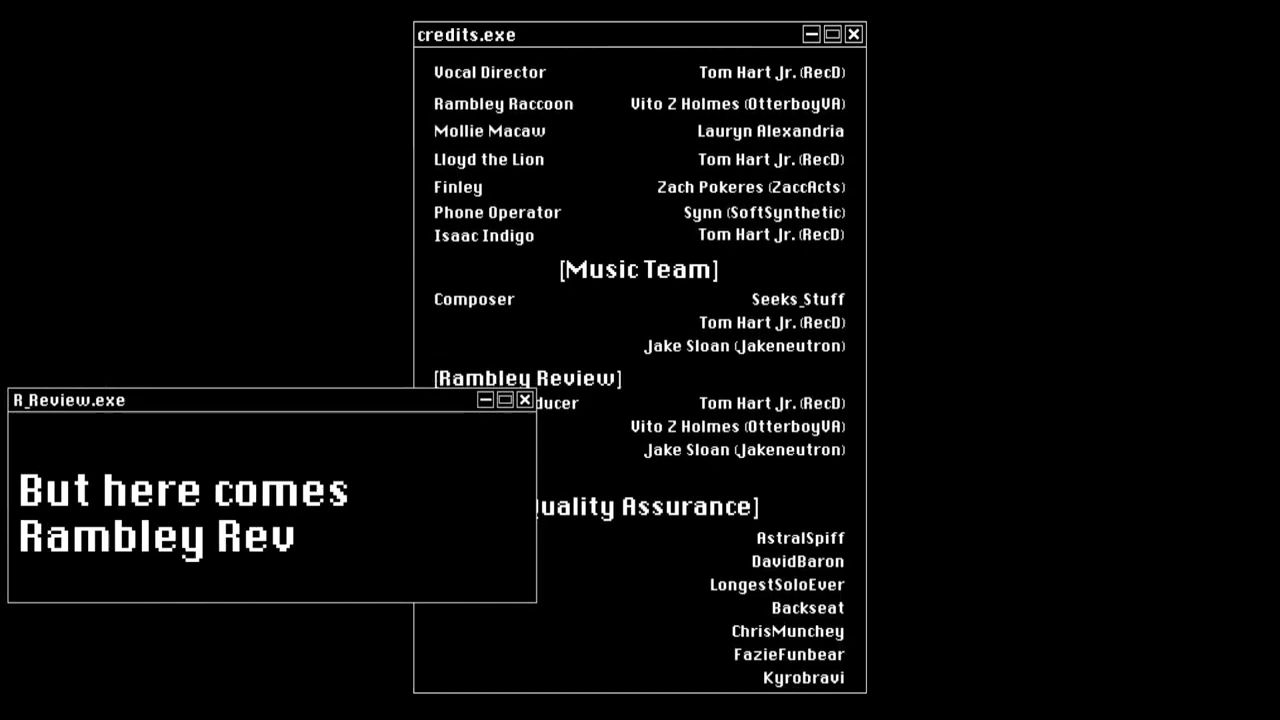 credits.exe
Vocal Director Tom Hart Jr. (RecD)
Rambley Raccoon Vito Z Holmes (OtterboyVA)
Mollie Macaw Lauryn Alexandria
Lloyd the Lion Tom Hart Jr. (RecD)
Finley Zach Pokeres (ZaccActs)
Phone Operator Synn (SoftSynthetic)
Isaac Indigo Tom Hart Jr. (RecD)
[Music Team]
Composer Seeks_Stuff
Tom Hart Jr. (RecD)
Jake Sloan (Jakeneutron)
[Rambley Review]
ducer Tom Hart Jr. (RecD)
Vito Z Holmes (OtterboyVA)
Jake Sloan (Jakeneutron)
uality Assurance]
AstralSpiff
DavidBaron
LongestSoloEver
Backseat
ChrisMunchey
FazieFunbear
Kyrobravi
R_Review.exe
But here comes
Rambley Rev